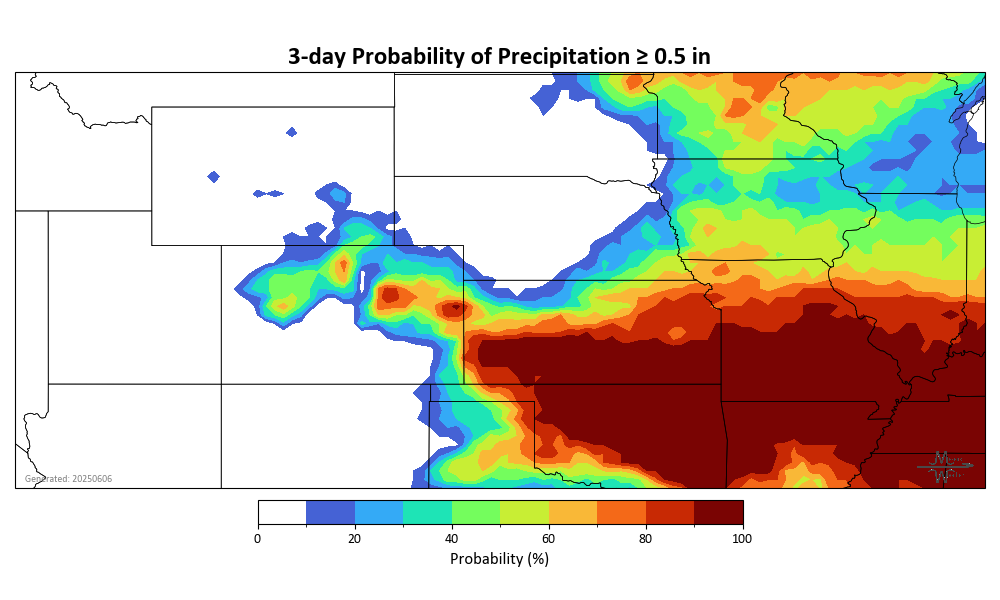 3-day Probability of Precipitation ≥ 0.5 in
Generated: 20250606
0 20 40 60 80 100
Probability (%)